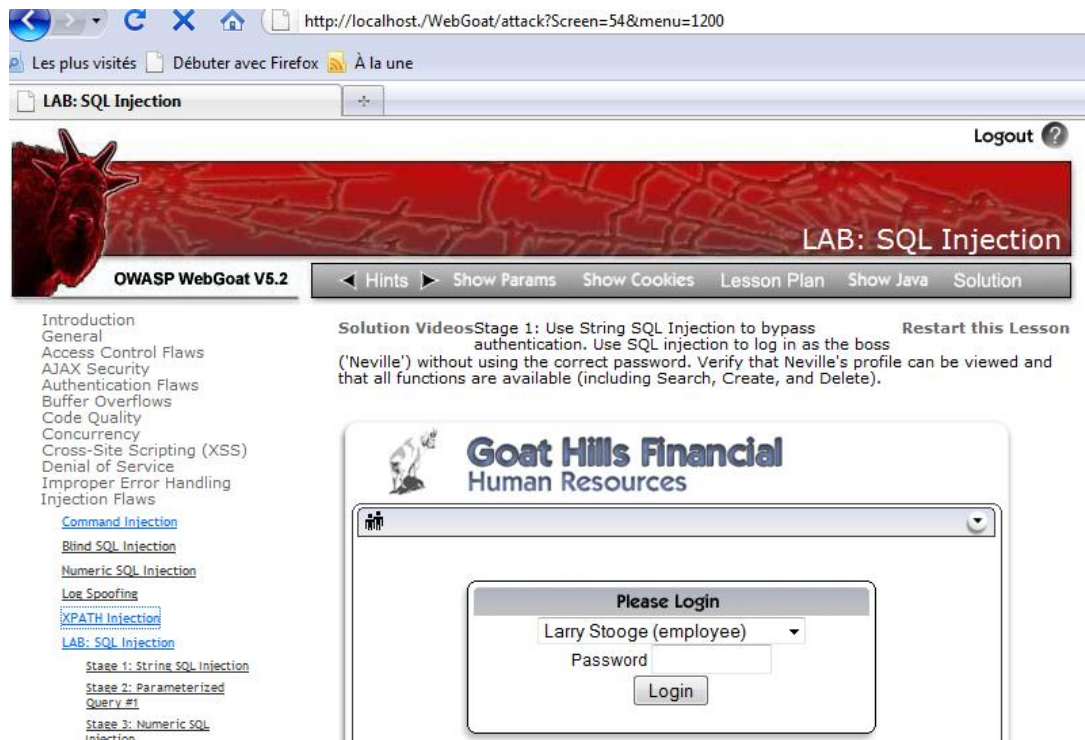 http://localhost./WebGoat/attack?Screen=54&menu=1200
Les plus visités Débuter avec Firefox À la une
LAB: SQL Injection
Logout ?
LAB: SQL Injection
OWASP WebGoat V5.2
Hints Show Params Show Cookies Lesson Plan Show Java Solution
Introduction
General
Access Control Flaws
AJAX Security
Authentication Flaws
Buffer Overflows
Code Quality
Concurrency
Cross-Site Scripting (XSS)
Denial of Service
Improper Error Handling
Injection Flaws
Command Injection
Blind SQL Injection
Numeric SQL Injection
Log Spoofing
XPATH Injection
LAB: SQL Injection
Stage 1: String SQL Injection
Stage 2: Parameterized
Query #1
Stage 3: Numeric SQL
Injection
Solution Videos Stage 1: Use String SQL Injection to bypass Restart this Lesson
authentication. Use SQL injection to log in as the boss
('Neville') without using the correct password. Verify that Neville's profile can be viewed and
that all functions are available (including Search, Create, and Delete).
Goat Hills Financial
Human Resources
Please Login
Larry Stooge (employee)
Password
Login